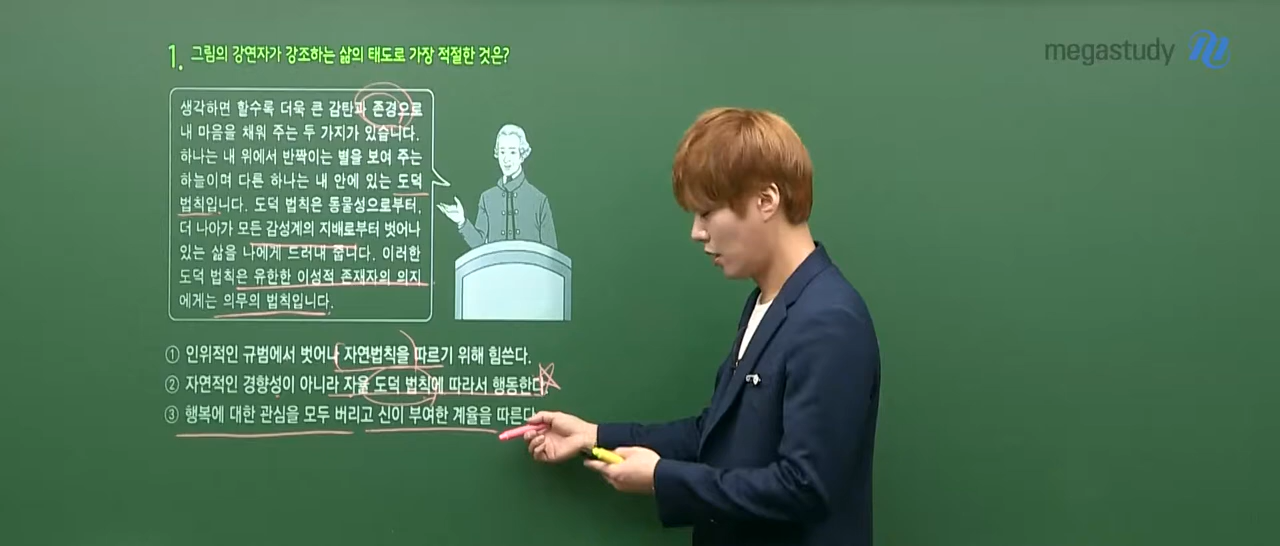 megastudy
1. 그림의 강연자가 강조하는 삶의 태도로 가장 적절한 것은?
생각하면 할수록 더욱 큰 감탄과 존경으로
내 마음을 채워 주는 두 가지가 있습니다.
하나는 내 위에서 반짝이는 별을 보여 주는
하늘이며 다른 하나는 내 안에 있는 도덕
법칙입니다. 도덕 법칙은 동물성으로부터,
더 나아가 모든 감성계의 지배로부터 벗어나
있는 삶을 나에게 드러내 줍니다. 이러한
도덕 법칙은 유한한 이성적 존재자의 의지
에게는 의무의 법칙입니다.
① 인위적인 규범에서 벗어나 자연법칙을 따르기 위해 힘쓴다.
② 자연적인 경향성이 아니라 자율 도덕 법칙에 따라서 행동한다.
③ 행복에 대한 관심을 모두 버리고 신이 부여한 계율을 따른다.